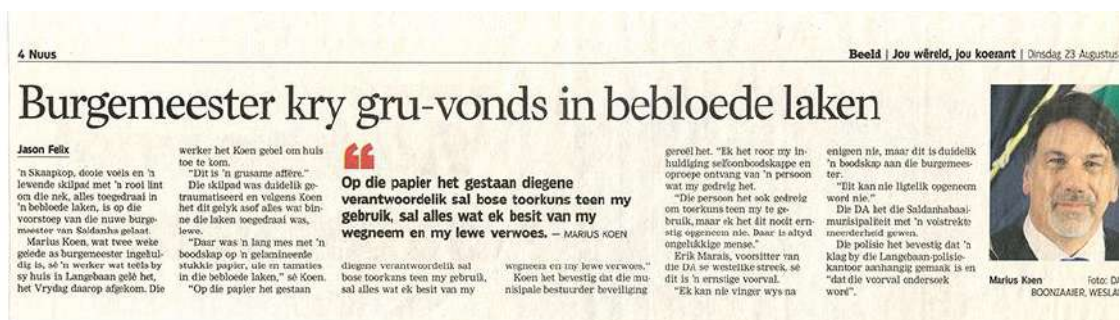 4 Nuus
Beeld | Jou wêreld, jou koerant | Dinsdag 23 Augustus
Burgemeester kry gru-vonds in bebloede laken
Jason Felix
'n Skaapkop, dooie voëls en 'n
lewende skilpad met 'n rooi lint
om die nek, alles toegedraai in
'n bebloede laken, is op die
voorstoep van die nuwe burge-
meester van Saldanha gelaat.
Marius Koen, wat twee weke
gelede as burgemeester ingehul-
dig is, sê 'n werker wat teëls by
sy huis in Langebaan gelê het,
het Vrydag daarop afgekom. Die
werker het Koen gebel om huis
toe te kom.
"Dit is 'n grusame affêre."
Die skilpad was duidelik ge-
traumatiseerd en volgens Koen
het dit gelyk asof alles wat bin-
ne die laken toegedraai was,
lewe.
"Daar was 'n lang mes met 'n
boodskap op 'n gelamineerde
stukkie papier, uie en tamaties
in die bebloede laken," sê Koen.
"Op die papier het gestaan
“
Op die papier het gestaan diegene
verantwoordelik sal bose toorkuns teen my
gebruik, sal alles wat ek besit van my
wegneem en my lewe verwoes. — MARIUS KOEN
diegene verantwoordelik sal
bose toorkuns teen my gebruik,
sal alles wat ek besit van my
wegneem en my lewe verwoes."
Koen het bevestig dat die mu-
nisipale bestuurder beveiliging
gereël het. "Ek het voor my in-
huldiging selfoonboodskappe en
oproepe ontvang van 'n persoon
wat my gedreig het.
"Die persoon het ook gedreig
om toorkuns teen my te ge-
bruik, maar ek het dit nooit ern-
stig opgeneem nie. Daar is altyd
ongelukkige mense."
Erik Marais, voorsitter van
die DA se westelike streek, sê
dit is 'n ernstige voorval.
"Ek kan nie vinger wys na
enigeen nie, maar dit is duidelik
'n boodskap aan die burgemees-
ter.
"Dit kan nie ligtelik opgeneem
word nie."
Die DA het die Saldanhabaai-
munisipaliteit met 'n volstrekte
meerderheid gewen.
Die polisie het bevestig dat 'n
klag by die Langebaan-polisie-
kantoor aanhangig gemaak is en
"dat die voorval ondersoek
word".
Marius Koen
Foto:
BOONZAAIER,